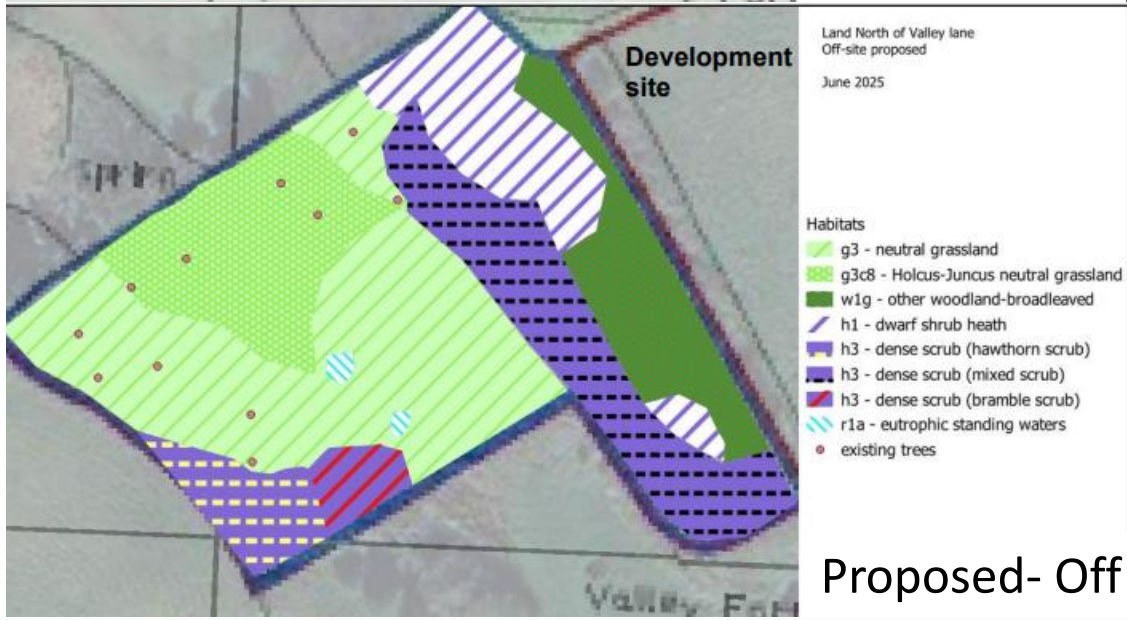 Development
site
Spring
Valley
Land North of Valley lane
Off-site proposed
June 2025
Habitats
g3 - neutral grassland
g3c8 - Holcus-Juncus neutral grassland
w1g - other woodland-broadleaved
h1 - dwarf shrub heath
h3 - dense scrub (hawthorn scrub)
h3 - dense scrub (mixed scrub)
h3 - dense scrub (bramble scrub)
r1a - eutrophic standing waters
existing trees
Proposed- Off